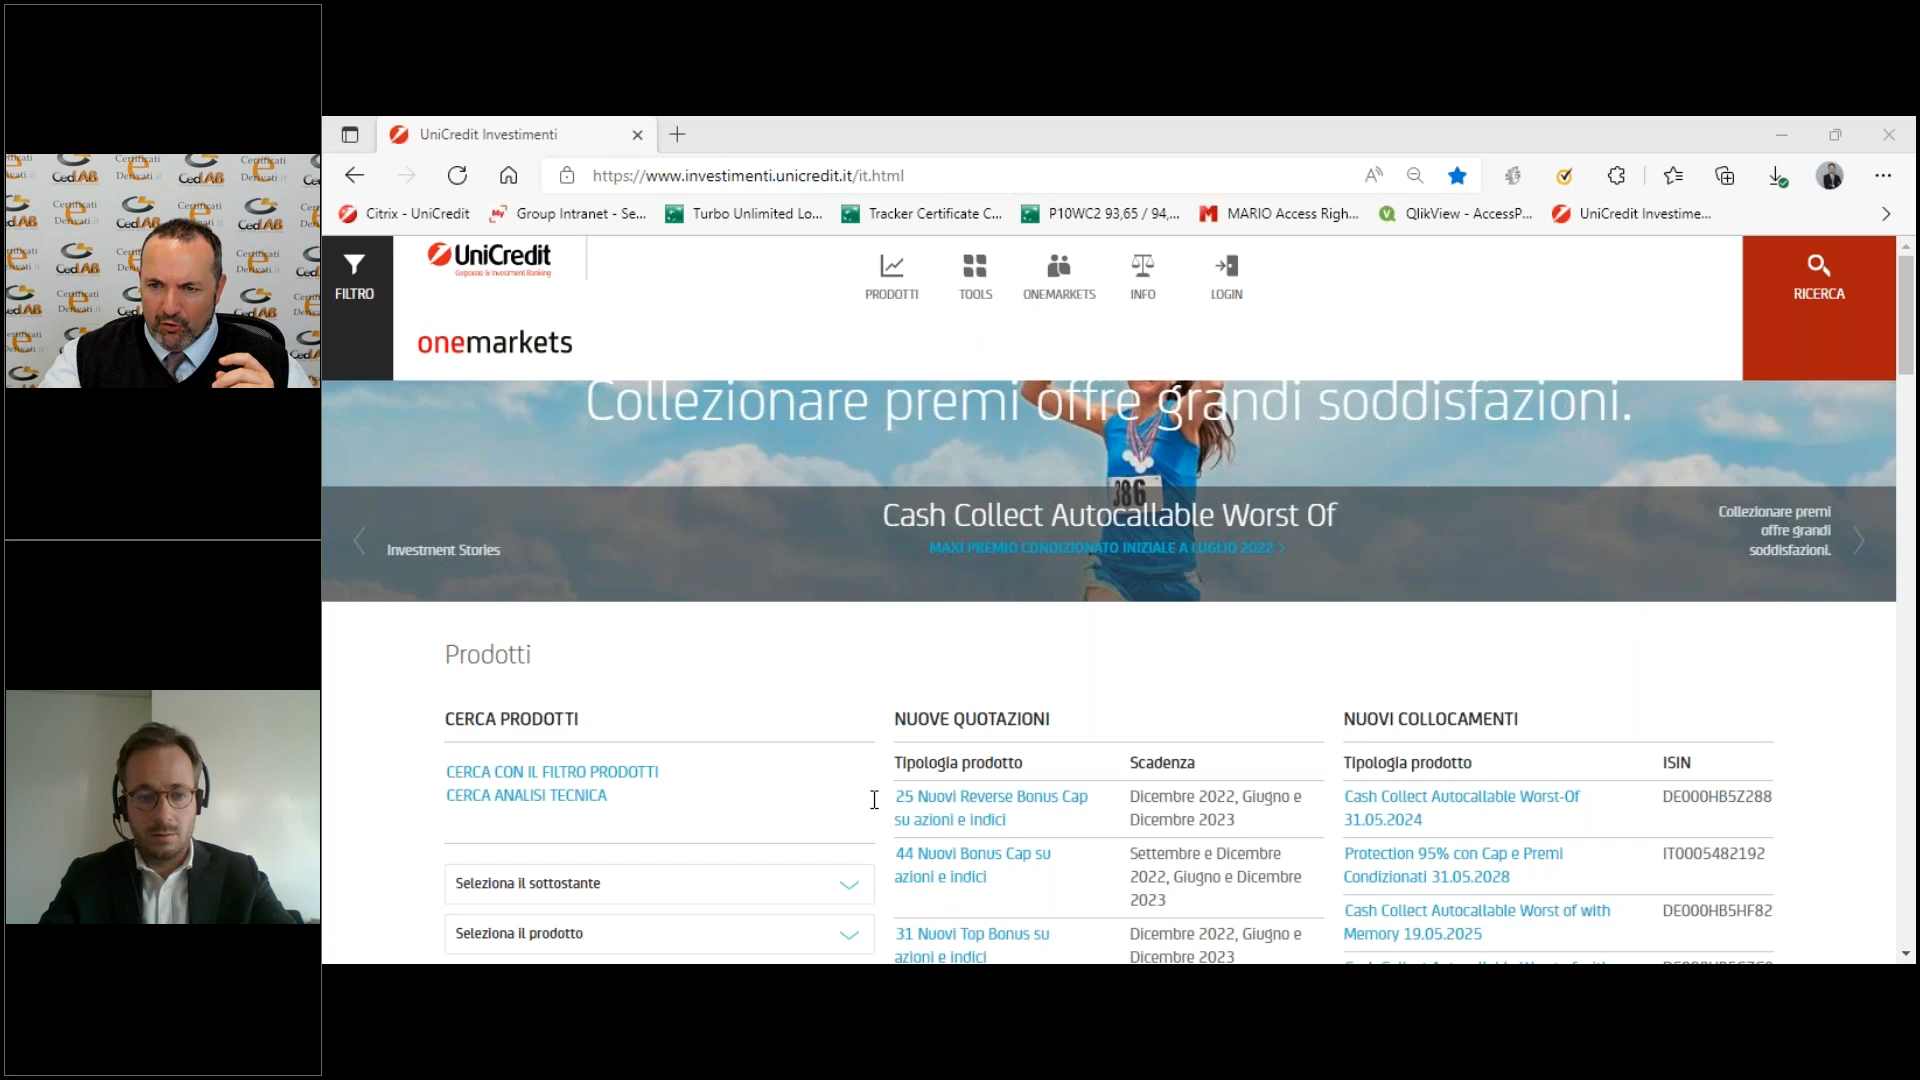 UniCredit Investimenti
https://www.investimenti.unicredit.it/it.html
Citrix - UniCredit
Group Intranet - Se...
Turbo Unlimited Lo...
Tracker Certificate C...
P10WC2 93,65 / 94,...
MARIO Access Righ...
QlikView - AccessP...
UniCredit Investime...
FILTRO
UniCredit
Corporate & Investment Banking
PRODOTTI
TOOLS
ONEMARKETS
INFO
LOGIN
RICERCA
onemarkets
Collezionare premi offre grandi soddisfazioni.
386
Cash Collect Autocallable Worst Of
MAXI PREMIO CONDIZIONATO INIZIALE A LUGLIO 2022
Investment Stories
Collezionare premi
offre grandi
soddisfazioni.
Prodotti
CERCA PRODOTTI
CERCA CON IL FILTRO PRODOTTI
CERCA ANALISI TECNICA
Seleziona il sottostante
Seleziona il prodotto
NUOVE QUOTAZIONI
Tipologia prodotto
Scadenza
25 Nuovi Reverse Bonus Cap
su azioni e indici
Dicembre 2022, Giugno e
Dicembre 2023
44 Nuovi Bonus Cap su
azioni e indici
Settembre e Dicembre
2022, Giugno e Dicembre
2023
31 Nuovi Top Bonus su
azioni e indici
Dicembre 2022, Giugno e
Dicembre 2023
NUOVI COLLOCAMENTI
Tipologia prodotto
ISIN
Cash Collect Autocallable Worst-Of
31.05.2024
DE000HB5Z288
Protection 95% con Cap e Premi
Condizionati 31.05.2028
IT0005482192
Cash Collect Autocallable Worst of with
Memory 19.05.2025
DE000HB5HF82
Certificati
Derivati.it
CedLAB